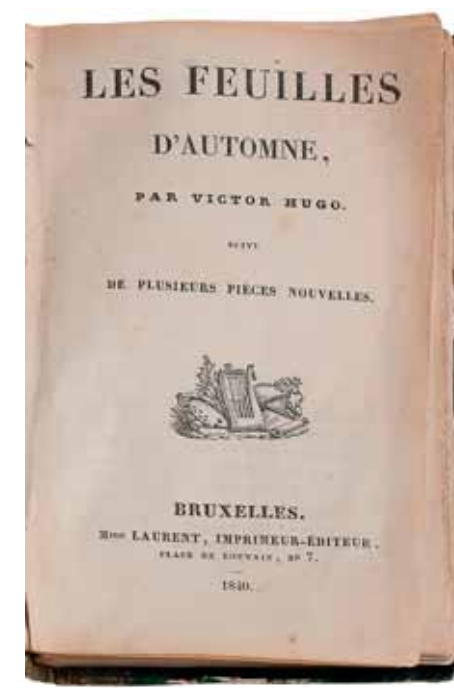 LES FEUILLES
D'AUTOMNE,
PAR VICTOR HUGO.
SUIVI
DE PLUSIEURS PIECES NOUVELLES.
BRUXELLES.
LAURENT, IMPRIMEUR-ÉDITEUR.
PLACE DE LOUVAIN, No 7.
1840.